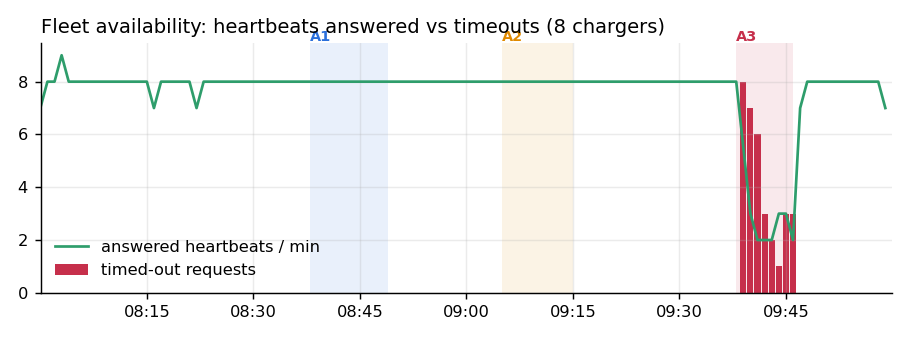 Fleet availability: heartbeats answered vs timeouts (8 chargers)
A1
A2
A3
8
6
4
2
0
answered heartbeats / min
timed-out requests
08:15
08:30
08:45
09:00
09:15
09:30
09:45